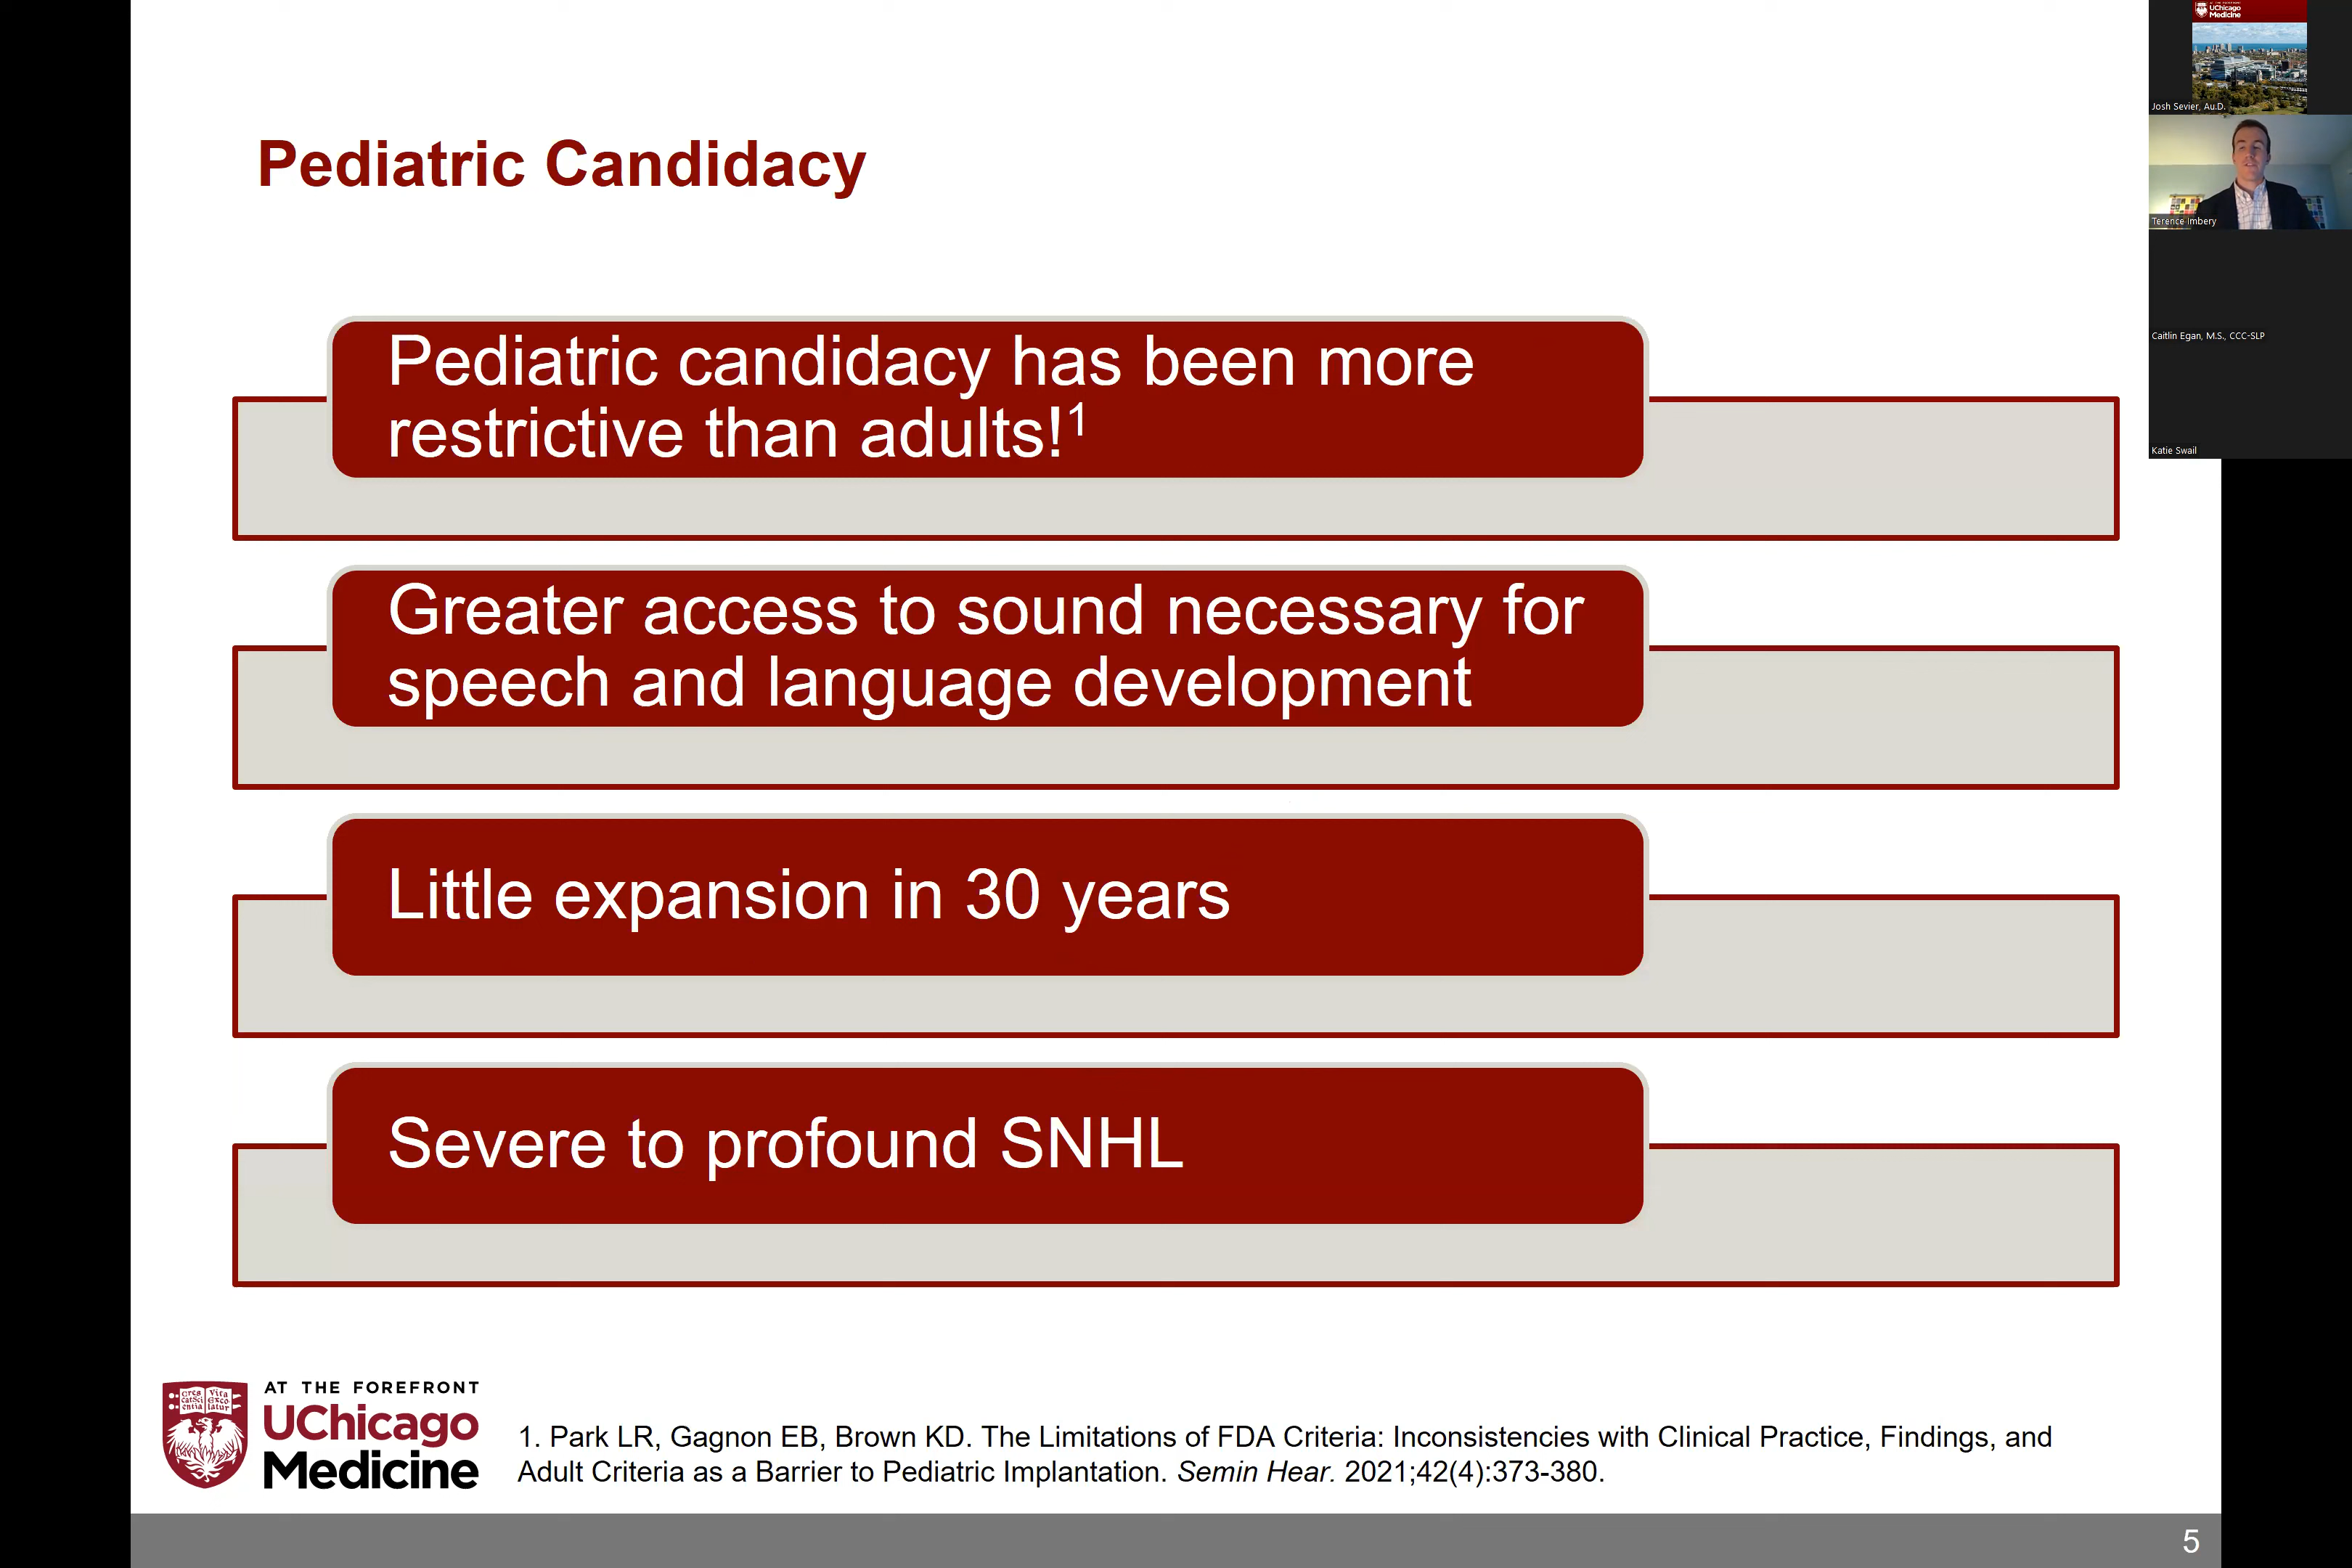 Pediatric Candidacy
Pediatric candidacy has been more
restrictive than adults!1
Greater access to sound necessary for
speech and language development
Little expansion in 30 years
Severe to profound SNHL
AT THE FOREFRONT
UChicago
Medicine
1. Park LR, Gagnon EB, Brown KD. The Limitations of FDA Criteria: Inconsistencies with Clinical Practice, Findings, and
Adult Criteria as a Barrier to Pediatric Implantation. Semin Hear. 2021;42(4):373-380.
5
UChicago
Medicine
Josh Sevier, Au.D.
Terence Imbery
Caitlin Egan, M.S., CCC-SLP
Katie Swail